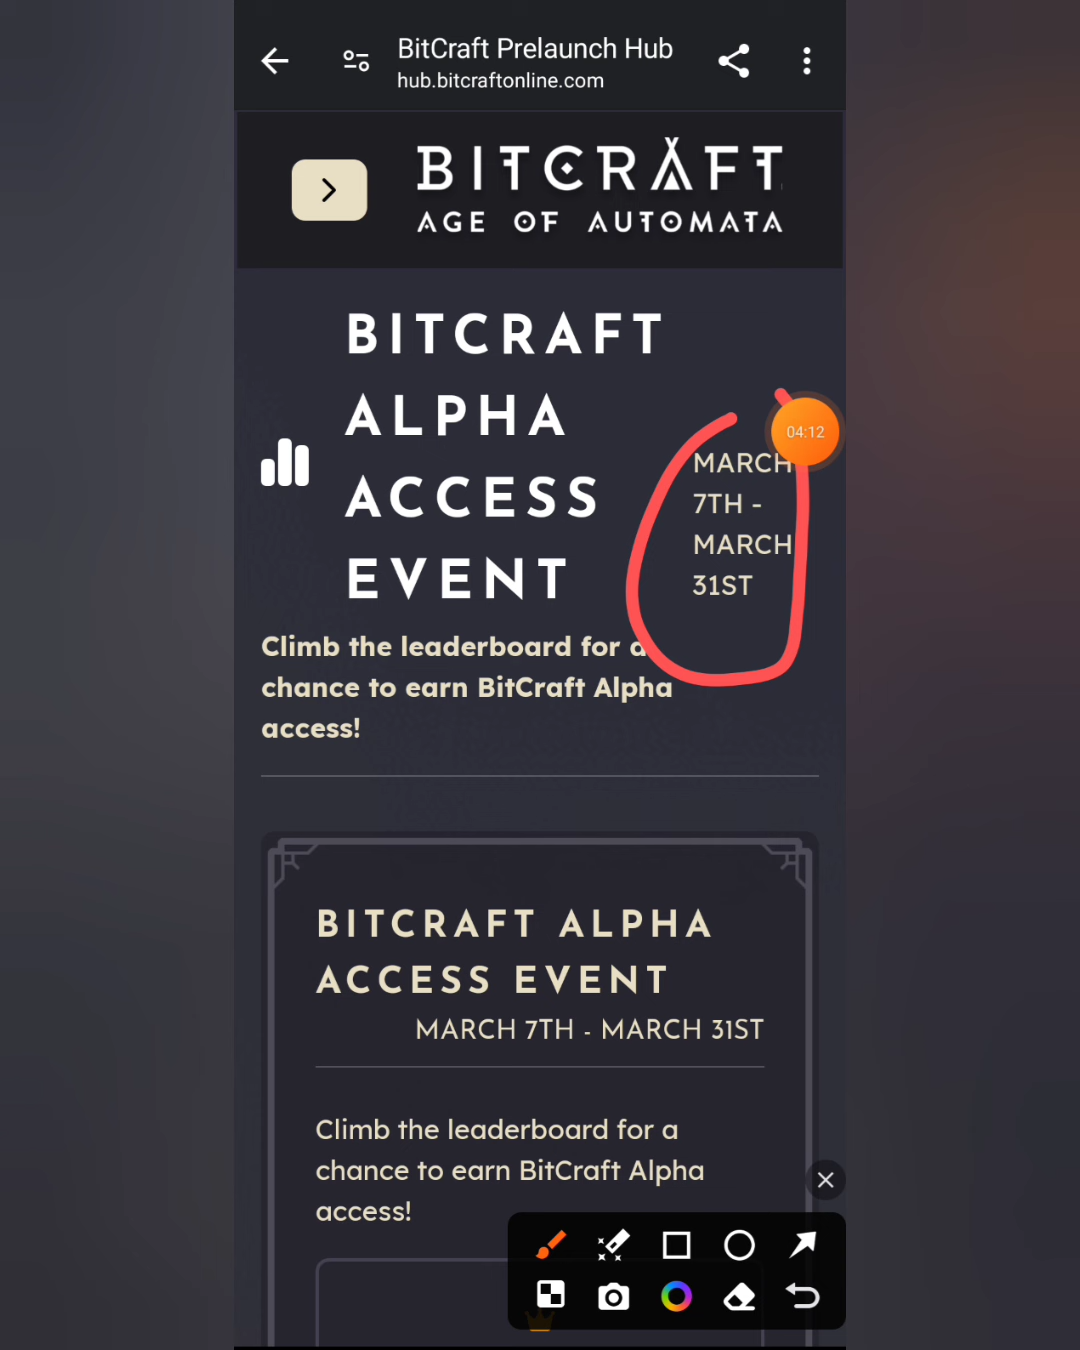 BitCraft Prelaunch Hub
hub.bitcraftonline.com
BITCRAFT
AGE OF AUTOMATA
BITCRAFT
ALPHA
ACCESS
EVENT
MARCH
7TH -
MARCH
31ST
04:12
Climb the leaderboard for a
chance to earn BitCraft Alpha
access!
BITCRAFT ALPHA
ACCESS EVENT
MARCH 7TH - MARCH 31ST
Climb the leaderboard for a
chance to earn BitCraft Alpha
access!